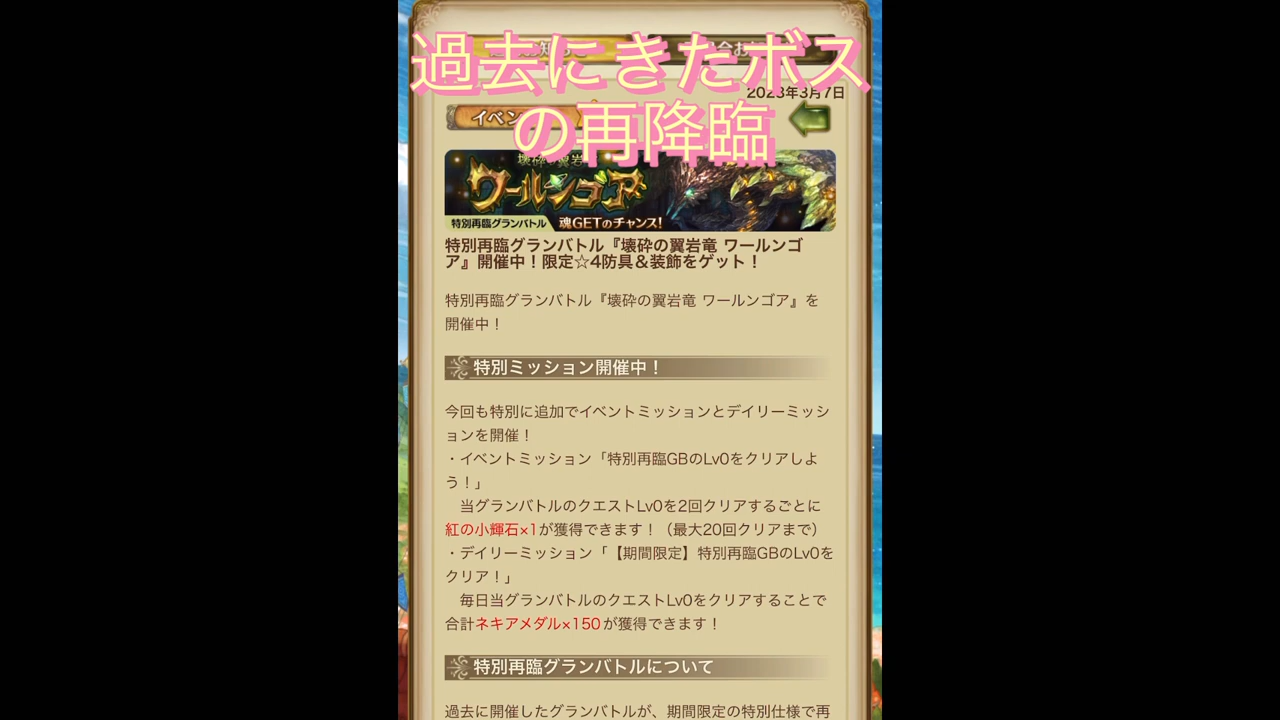 過去にきたボス
の再降臨
2023年3月7日
イベン
壊砕の翼岩
ワールンゴア
特別再臨グランバトル 魂GETのチャンス!
特別再臨グランバトル『壊砕の翼岩竜 ワールンゴ
ア』開催中！限定☆4防具＆装飾をゲット！
特別再臨グランバトル『壊砕の翼岩竜 ワールンゴア』を
開催中！
特別ミッション開催中！
今回も特別に追加でイベントミッションとデイリーミッシ
ョンを開催！
・イベントミッション「特別再臨GBのLv0をクリアしよ
う！」
　当グランバトルのクエストLv0を2回クリアするごとに
紅の小輝石×1が獲得できます！（最大20回クリアまで）
・デイリーミッション「【期間限定】特別再臨GBのLv0を
クリア！」
　毎日当グランバトルのクエストLv0をクリアすることで
合計ネキアメダル×150が獲得できます！
特別再臨グランバトルについて
過去に開催したグランバトルが、期間限定の特別仕様で再